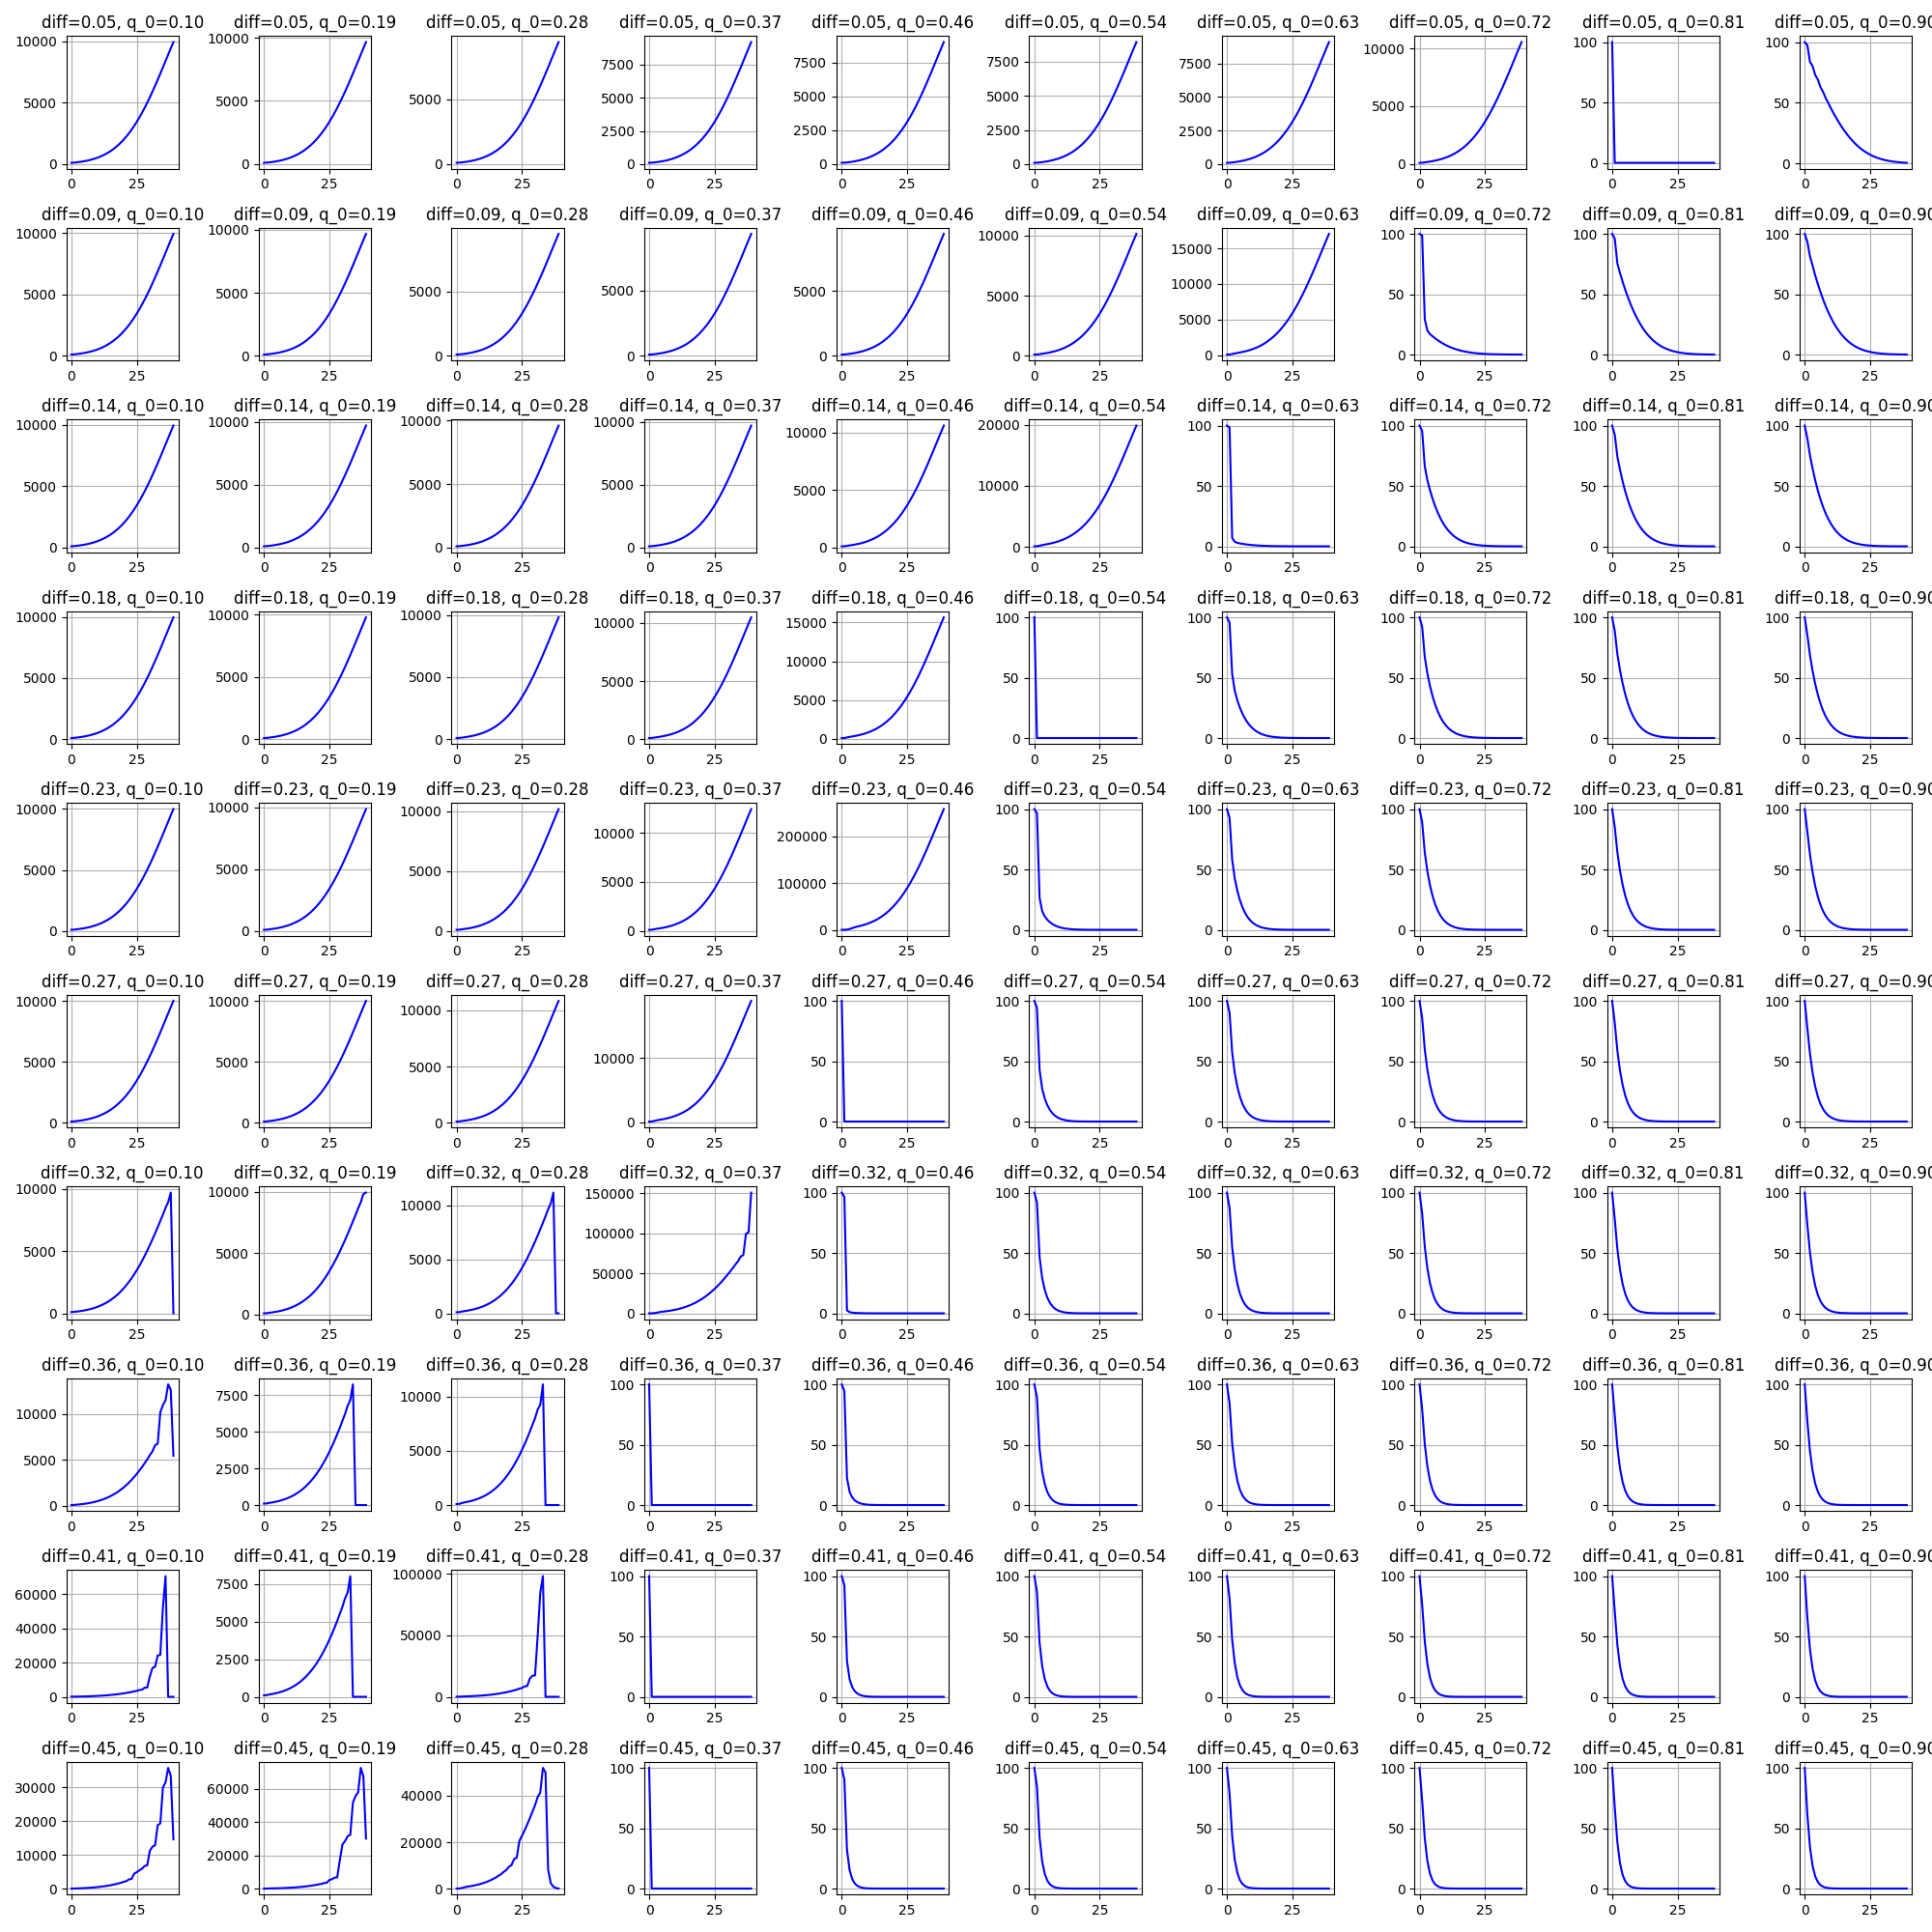 diff=0.05, q_0=0.10 diff=0.05, q_0=0.19 diff=0.05, q_0=0.28 diff=0.05, q_0=0.37 diff=0.05, q_0=0.46 diff=0.05, q_0=0.54 diff=0.05, q_0=0.63 diff=0.05, q_0=0.72 diff=0.05, q_0=0.81 diff=0.05, q_0=0.90
10000 10000 7500 7500 7500 7500 10000 100 100
5000 5000 5000 5000 5000 5000 5000 5000 50 50
2500 2500 2500 2500
0 0 0 0 0 0 0 0 0 0
0 25 0 25 0 25 0 25 0 25 0 25 0 25 0 25 0 25 0 25
diff=0.09, q_0=0.10 diff=0.09, q_0=0.19 diff=0.09, q_0=0.28 diff=0.09, q_0=0.37 diff=0.09, q_0=0.46 diff=0.09, q_0=0.54 diff=0.09, q_0=0.63 diff=0.09, q_0=0.72 diff=0.09, q_0=0.81 diff=0.09, q_0=0.90
10000 10000 10000 15000 100 100 100
10000
5000 5000 5000 5000 5000 5000 5000 50 50 50
0 0 0 0 0 0 0 0 0 0
0 25 0 25 0 25 0 25 0 25 0 25 0 25 0 25 0 25 0 25
diff=0.14, q_0=0.10 diff=0.14, q_0=0.19 diff=0.14, q_0=0.28 diff=0.14, q_0=0.37 diff=0.14, q_0=0.46 diff=0.14, q_0=0.54 diff=0.14, q_0=0.63 diff=0.14, q_0=0.72 diff=0.14, q_0=0.81 diff=0.14, q_0=0.90
10000 10000 10000 10000 10000 20000 100 100 100 100
5000 5000 5000 5000 5000 10000 50 50 50 50
0 0 0 0 0 0 0 0 0 0
0 25 0 25 0 25 0 25 0 25 0 25 0 25 0 25 0 25 0 25
diff=0.18, q_0=0.10 diff=0.18, q_0=0.19 diff=0.18, q_0=0.28 diff=0.18, q_0=0.37 diff=0.18, q_0=0.46 diff=0.18, q_0=0.54 diff=0.18, q_0=0.63 diff=0.18, q_0=0.72 diff=0.18, q_0=0.81 diff=0.18, q_0=0.90
10000 10000 10000 10000 15000 100 100 100 100 100
10000
5000 5000 5000 5000 5000 50 50 50 50 50
0 0 0 0 0 0 0 0 0 0
0 25 0 25 0 25 0 25 0 25 0 25 0 25 0 25 0 25 0 25
diff=0.23, q_0=0.10 diff=0.23, q_0=0.19 diff=0.23, q_0=0.28 diff=0.23, q_0=0.37 diff=0.23, q_0=0.46 diff=0.23, q_0=0.54 diff=0.23, q_0=0.63 diff=0.23, q_0=0.72 diff=0.23, q_0=0.81 diff=0.23, q_0=0.90
10000 10000 10000 10000 200000 100 100 100 100 100
5000 5000 5000 5000 100000 50 50 50 50 50
0 0 0 0 0 0 0 0 0 0
0 25 0 25 0 25 0 25 0 25 0 25 0 25 0 25 0 25 0 25
diff=0.27, q_0=0.10 diff=0.27, q_0=0.19 diff=0.27, q_0=0.28 diff=0.27, q_0=0.37 diff=0.27, q_0=0.46 diff=0.27, q_0=0.54 diff=0.27, q_0=0.63 diff=0.27, q_0=0.72 diff=0.27, q_0=0.81 diff=0.27, q_0=0.90
10000 10000 10000 100 100 100 100 100 100
5000 5000 5000 10000 50 50 50 50 50 50
0 0 0 0 0 0 0 0 0 0
0 25 0 25 0 25 0 25 0 25 0 25 0 25 0 25 0 25 0 25
diff=0.32, q_0=0.10 diff=0.32, q_0=0.19 diff=0.32, q_0=0.28 diff=0.32, q_0=0.37 diff=0.32, q_0=0.46 diff=0.32, q_0=0.54 diff=0.32, q_0=0.63 diff=0.32, q_0=0.72 diff=0.32, q_0=0.81 diff=0.32, q_0=0.90
10000 10000 10000 150000 100 100 100 100 100 100
100000
5000 5000 5000 50000 50 50 50 50 50 50
0 0 0 0 0 0 0 0 0 0
0 25 0 25 0 25 0 25 0 25 0 25 0 25 0 25 0 25 0 25
diff=0.36, q_0=0.10 diff=0.36, q_0=0.19 diff=0.36, q_0=0.28 diff=0.36, q_0=0.37 diff=0.36, q_0=0.46 diff=0.36, q_0=0.54 diff=0.36, q_0=0.63 diff=0.36, q_0=0.72 diff=0.36, q_0=0.81 diff=0.36, q_0=0.90
10000 7500 10000 100 100 100 100 100 100 100
5000 5000 5000 50 50 50 50 50 50 50
2500
0 0 0 0 0 0 0 0 0 0
0 25 0 25 0 25 0 25 0 25 0 25 0 25 0 25 0 25 0 25
diff=0.41, q_0=0.10 diff=0.41, q_0=0.19 diff=0.41, q_0=0.28 diff=0.41, q_0=0.37 diff=0.41, q_0=0.46 diff=0.41, q_0=0.54 diff=0.41, q_0=0.63 diff=0.41, q_0=0.72 diff=0.41, q_0=0.81 diff=0.41, q_0=0.90
60000 7500 100000 100 100 100 100 100 100 100
40000 5000 50000 50 50 50 50 50 50 50
20000 2500
0 0 0 0 0 0 0 0 0 0
0 25 0 25 0 25 0 25 0 25 0 25 0 25 0 25 0 25 0 25
diff=0.45, q_0=0.10 diff=0.45, q_0=0.19 diff=0.45, q_0=0.28 diff=0.45, q_0=0.37 diff=0.45, q_0=0.46 diff=0.45, q_0=0.54 diff=0.45, q_0=0.63 diff=0.45, q_0=0.72 diff=0.45, q_0=0.81 diff=0.45, q_0=0.90
30000 60000 40000 100 100 100 100 100 100 100
20000 40000 20000 50 50 50 50 50 50 50
10000 20000
0 0 0 0 0 0 0 0 0 0
0 25 0 25 0 25 0 25 0 25 0 25 0 25 0 25 0 25 0 25